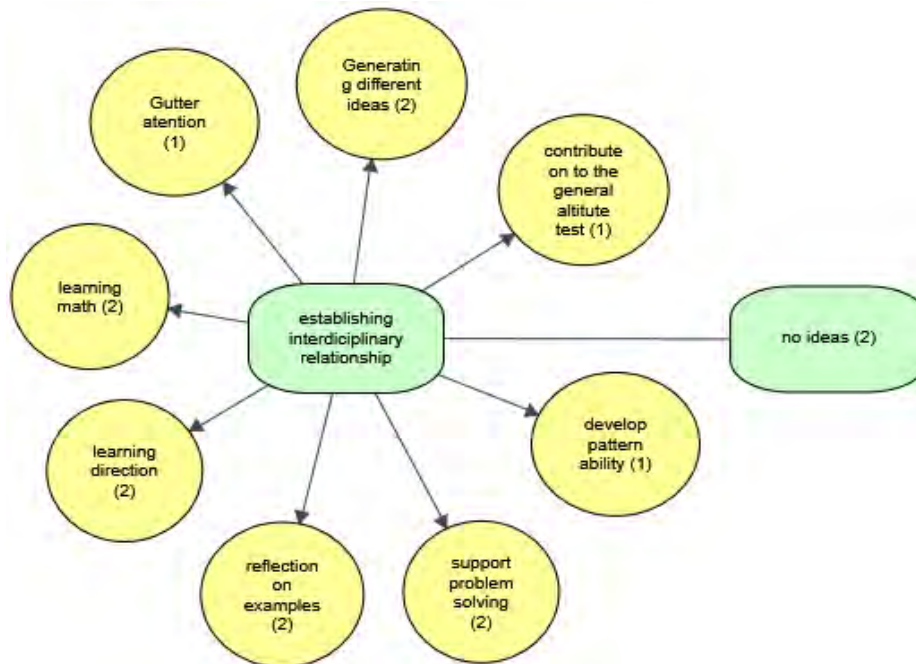 Generatin
g different
ideas (2)
Gutter
atention
(1)
contribute
on to the
general
altitute
test (1)
learning
math (2)
establishing
interdiciplinary
relationship
no ideas (2)
develop
pattern
ability (1)
learning
direction
(2)
reflection
on
examples
(2)
support
problem
solving
(2)